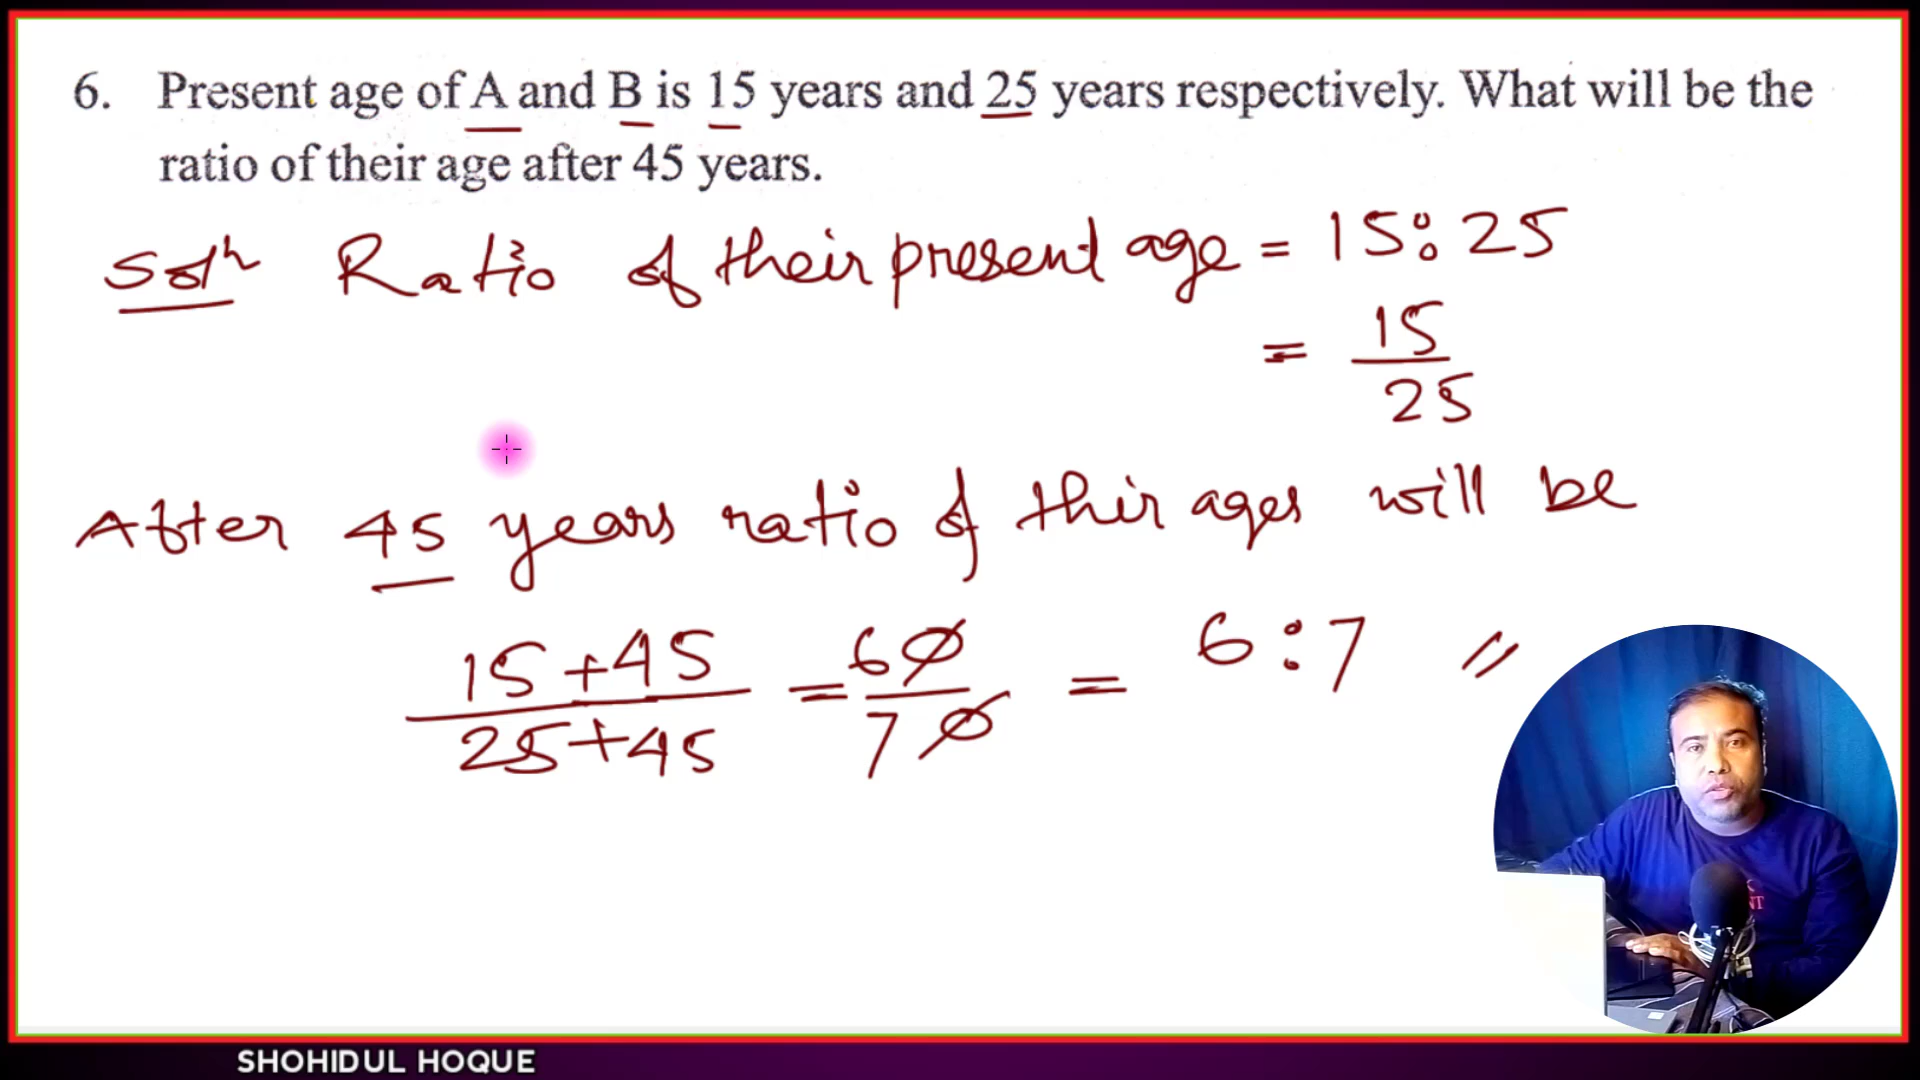 6. Present age of A and B is 15 years and 25 years respectively. What will be the
ratio of their age after 45 years.
Soln Ratio of their present age = 15:25
= 15/25
After 45 years ratio of thir ages will be
15+45/25+45 = 60/70 = 6:7 //
SHOHIDUL HOQUE